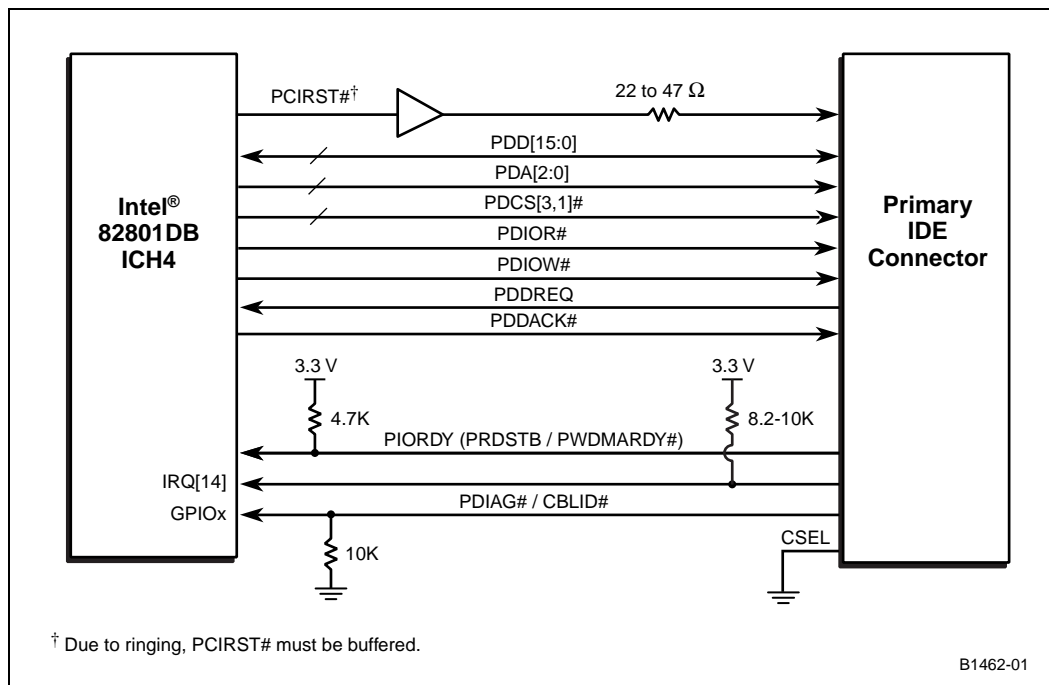 PCIRST#†
22 to 47 Ω
PDD[15:0]
PDA[2:0]
PDCS[3,1]#
PDIOR#
PDIOW#
PDDREQ
PDDACK#
Intel®
82801DB
ICH4
Primary
IDE
Connector
3.3 V
3.3 V
4.7K
8.2-10K
PIORDY (PRDSTB / PWDMARDY#)
IRQ[14]
PDIAG# / CBLID#
GPIOx
CSEL
10K
† Due to ringing, PCIRST# must be buffered.
B1462-01